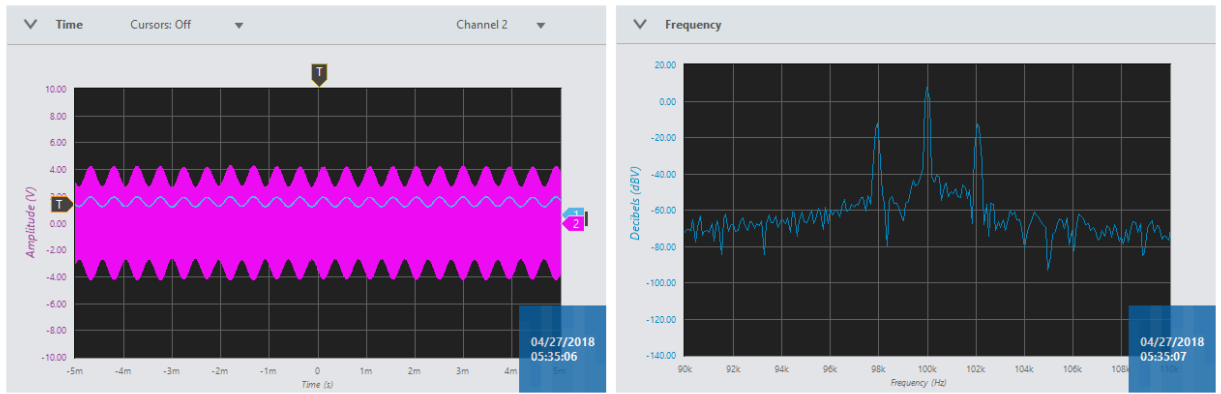 Time Cursors: Off Channel 2
T
10.00
8.00
6.00
4.00
2.00
0.00
-2.00
-4.00
-6.00
-8.00
-10.00
Amplitude (V)
T
1
2
-5m -4m -3m -2m -1m 0 1m 2m 3m 4m 5m
Time (s)
04/27/2018
05:35:06
Frequency
20.00
0.00
-20.00
-40.00
-60.00
-80.00
-100.00
-120.00
-140.00
Decibels (dBV)
90k 92k 94k 96k 98k 100k 102k 104k 106k 108k 110k
Frequency (Hz)
04/27/2018
05:35:07